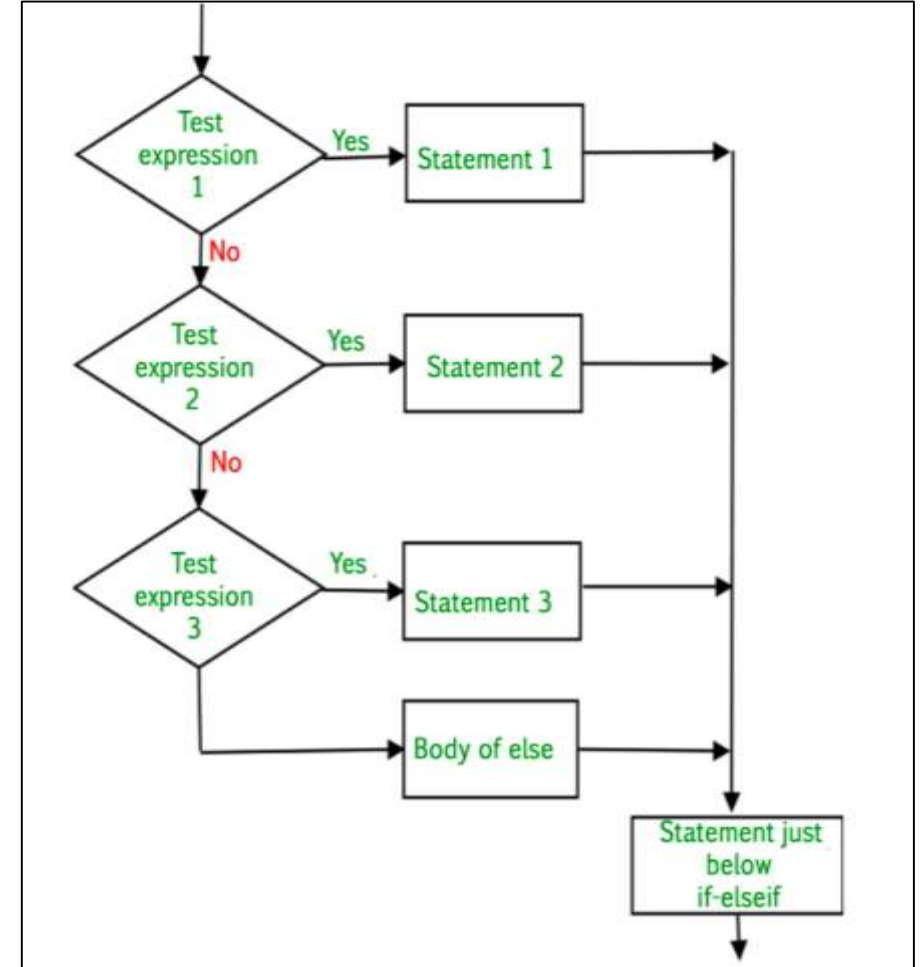 Test
expression
1
Yes
Statement 1
No
Test
expression
2
Yes
Statement 2
No
Test
expression
3
Yes
Statement 3
Body of else
Statement just
below
if-elseif